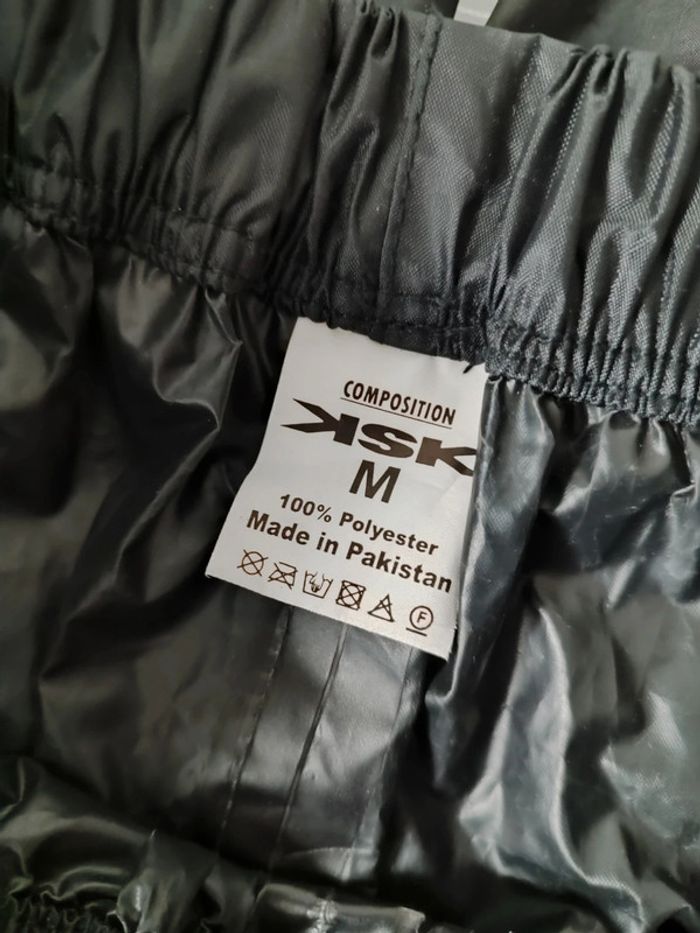 COMPOSITION
KSK
M
100% Polyester
Made in Pakistan
F